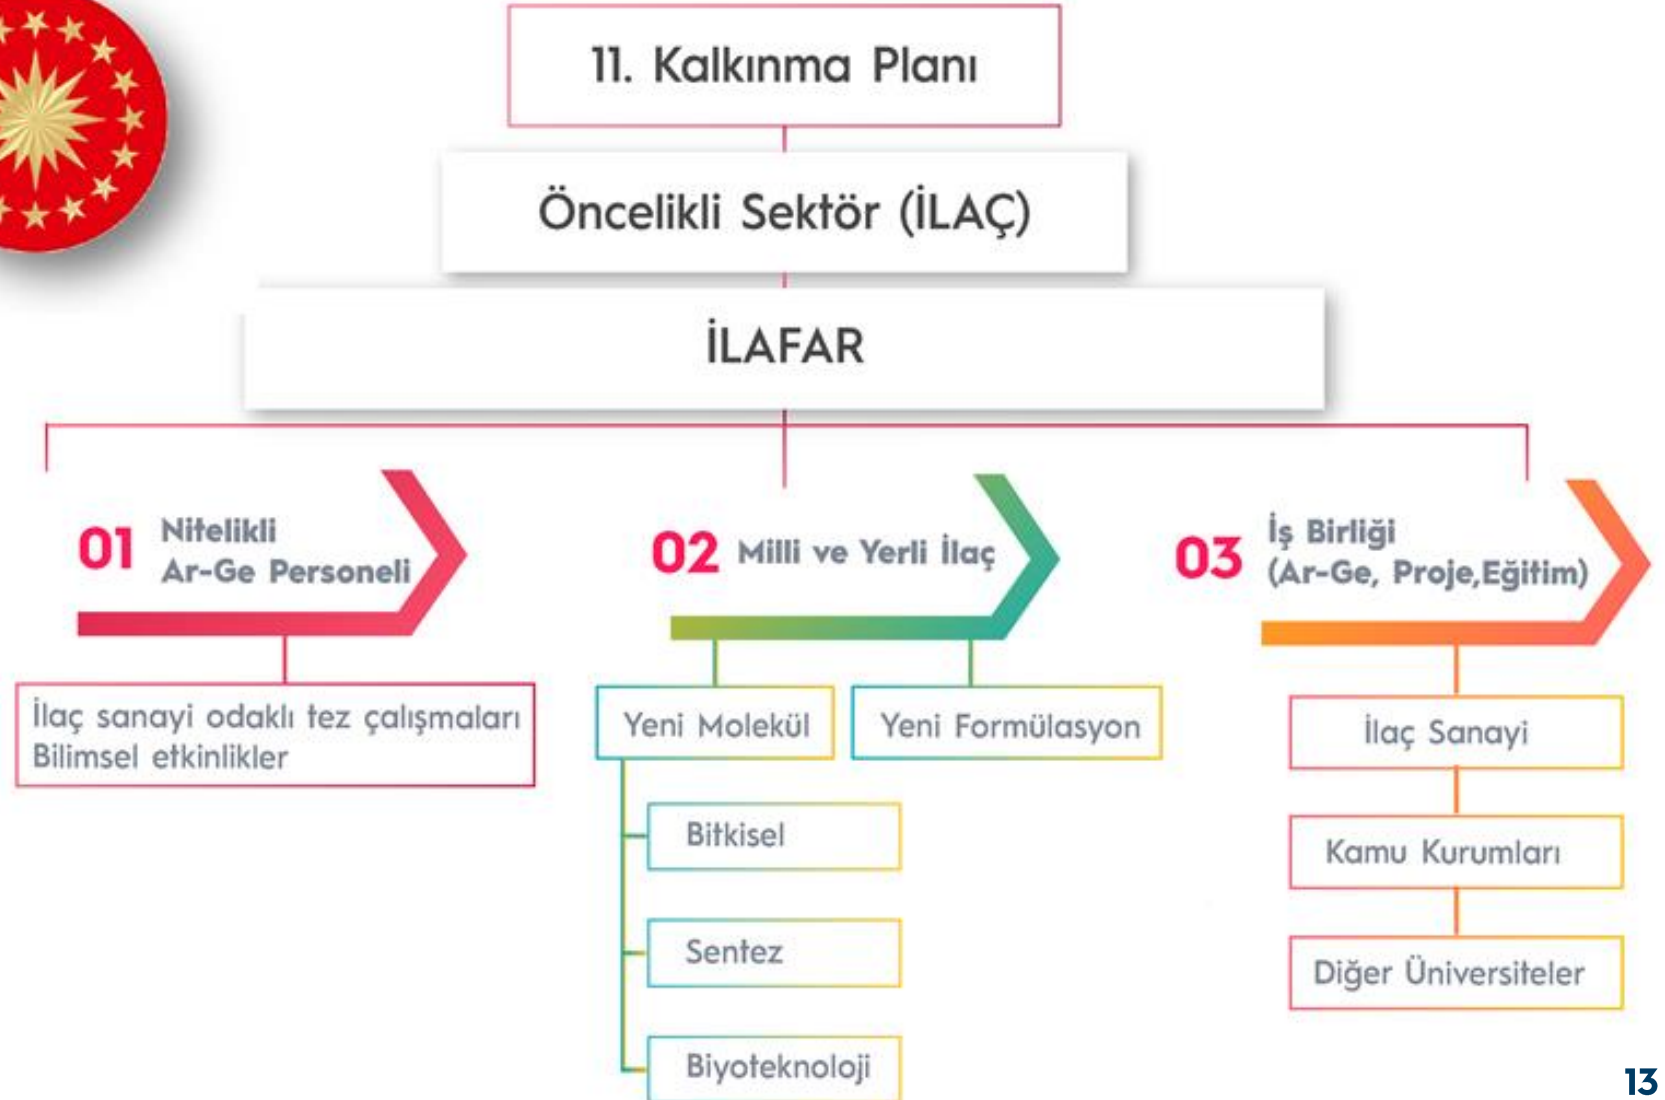 11. Kalkınma Planı
Öncelikli Sektör (İLAÇ)
İLAFAR
01 Nitelikli
Ar-Ge Personeli
İlaç sanayi odaklı tez çalışmaları
Bilimsel etkinlikler
02 Milli ve Yerli İlaç
Yeni Molekül
Yeni Formülasyon
Bitkisel
Sentez
Biyoteknoloji
03 İş Birliği
(Ar-Ge, Proje,Eğitim)
İlaç Sanayi
Kamu Kurumları
Diğer Üniversiteler
13